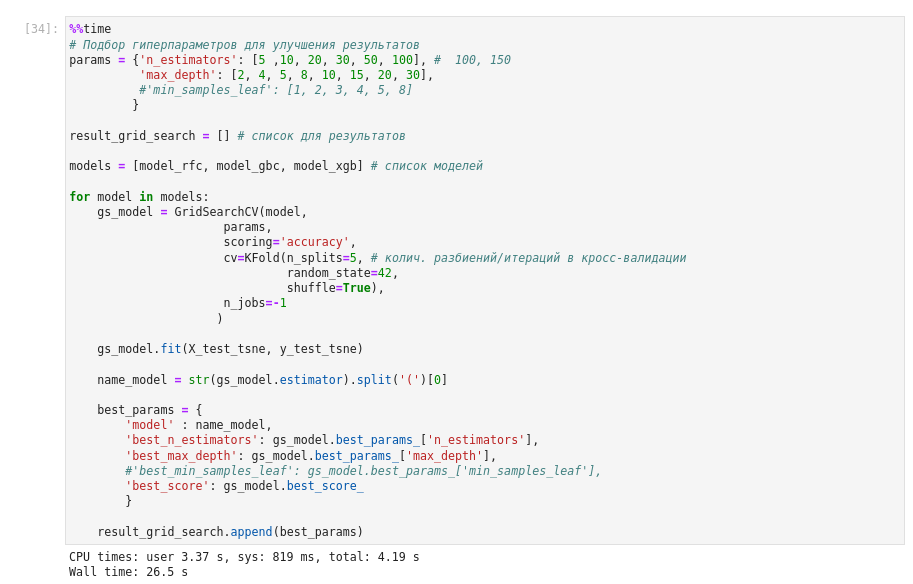 [34]: %%time
# Подбор гиперпараметров для улучшения результатов
params = {'n_estimators': [5 ,10, 20, 30, 50, 100], #  100, 150
          'max_depth': [2, 4, 5, 8, 10, 15, 20, 30],
          #'min_samples_leaf': [1, 2, 3, 4, 5, 8]
         }
result_grid_search = [] # список для результатов
models = [model_rfc, model_gbc, model_xgb] # список моделей
for model in models:
    gs_model = GridSearchCV(model,
                      params,
                      scoring='accuracy',
                      cv=KFold(n_splits=5, # колич. разбиений/итераций в кросс-валидации
                               random_state=42,
                               shuffle=True),
                      n_jobs=-1
                     )
    gs_model.fit(X_test_tsne, y_test_tsne)
    name_model = str(gs_model.estimator).split('(')[0]
    best_params = {
        'model' : name_model,
        'best_n_estimators': gs_model.best_params_['n_estimators'],
        'best_max_depth': gs_model.best_params_['max_depth'],
        #'best_min_samples_leaf': gs_model.best_params_['min_samples_leaf'],
        'best_score': gs_model.best_score_
        }
    result_grid_search.append(best_params)
CPU times: user 3.37 s, sys: 819 ms, total: 4.19 s
Wall time: 26.5 s